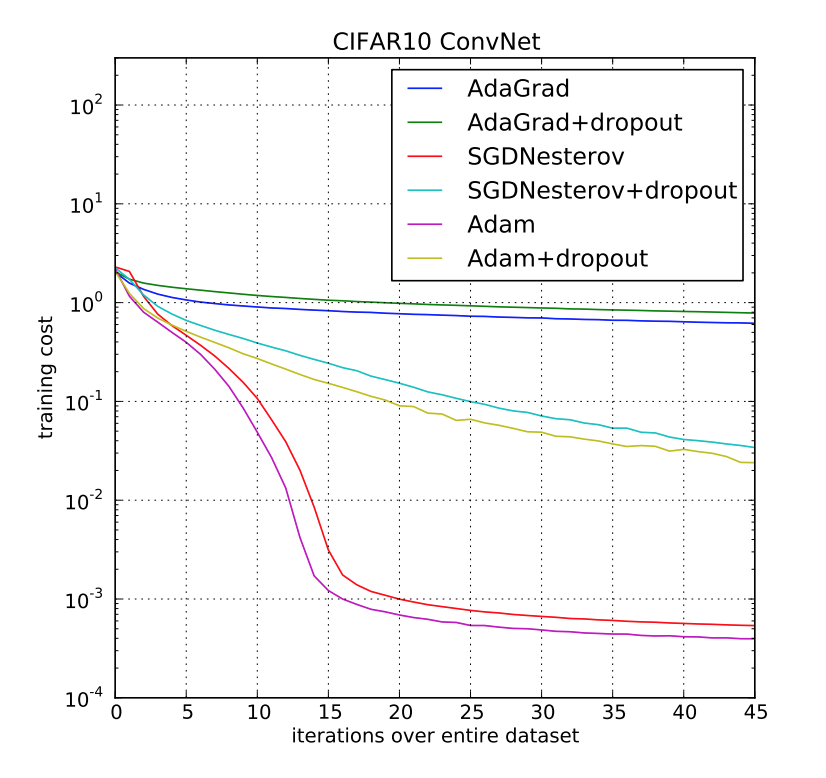 CIFAR10 ConvNet
AdaGrad
AdaGrad+dropout
SGDNesterov
SGDNesterov+dropout
Adam
Adam+dropout
10^2
10^1
10^0
10^-1
10^-2
10^-3
10^-4
training cost
0 5 10 15 20 25 30 35 40 45
iterations over entire dataset